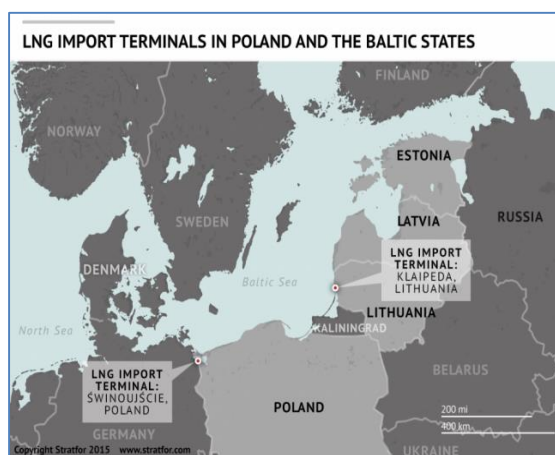 LNG IMPORT TERMINALS IN POLAND AND THE BALTIC STATES
FINLAND
NORWAY
ESTONIA
SWEDEN
RUSSIA
LATVIA
LNG IMPORT
TERMINAL:
KLAIPEDA,
LITHUANIA
DENMARK
Baltic Sea
LITHUANIA
North Sea
KALININGRAD
BELARUS
LNG IMPORT
TERMINAL:
ŚWINOUJŚCIE,
POLAND
POLAND
200 mi
400 km
GERMANY
UKRAINE
Copyright Stratfor 2015 www.stratfor.com